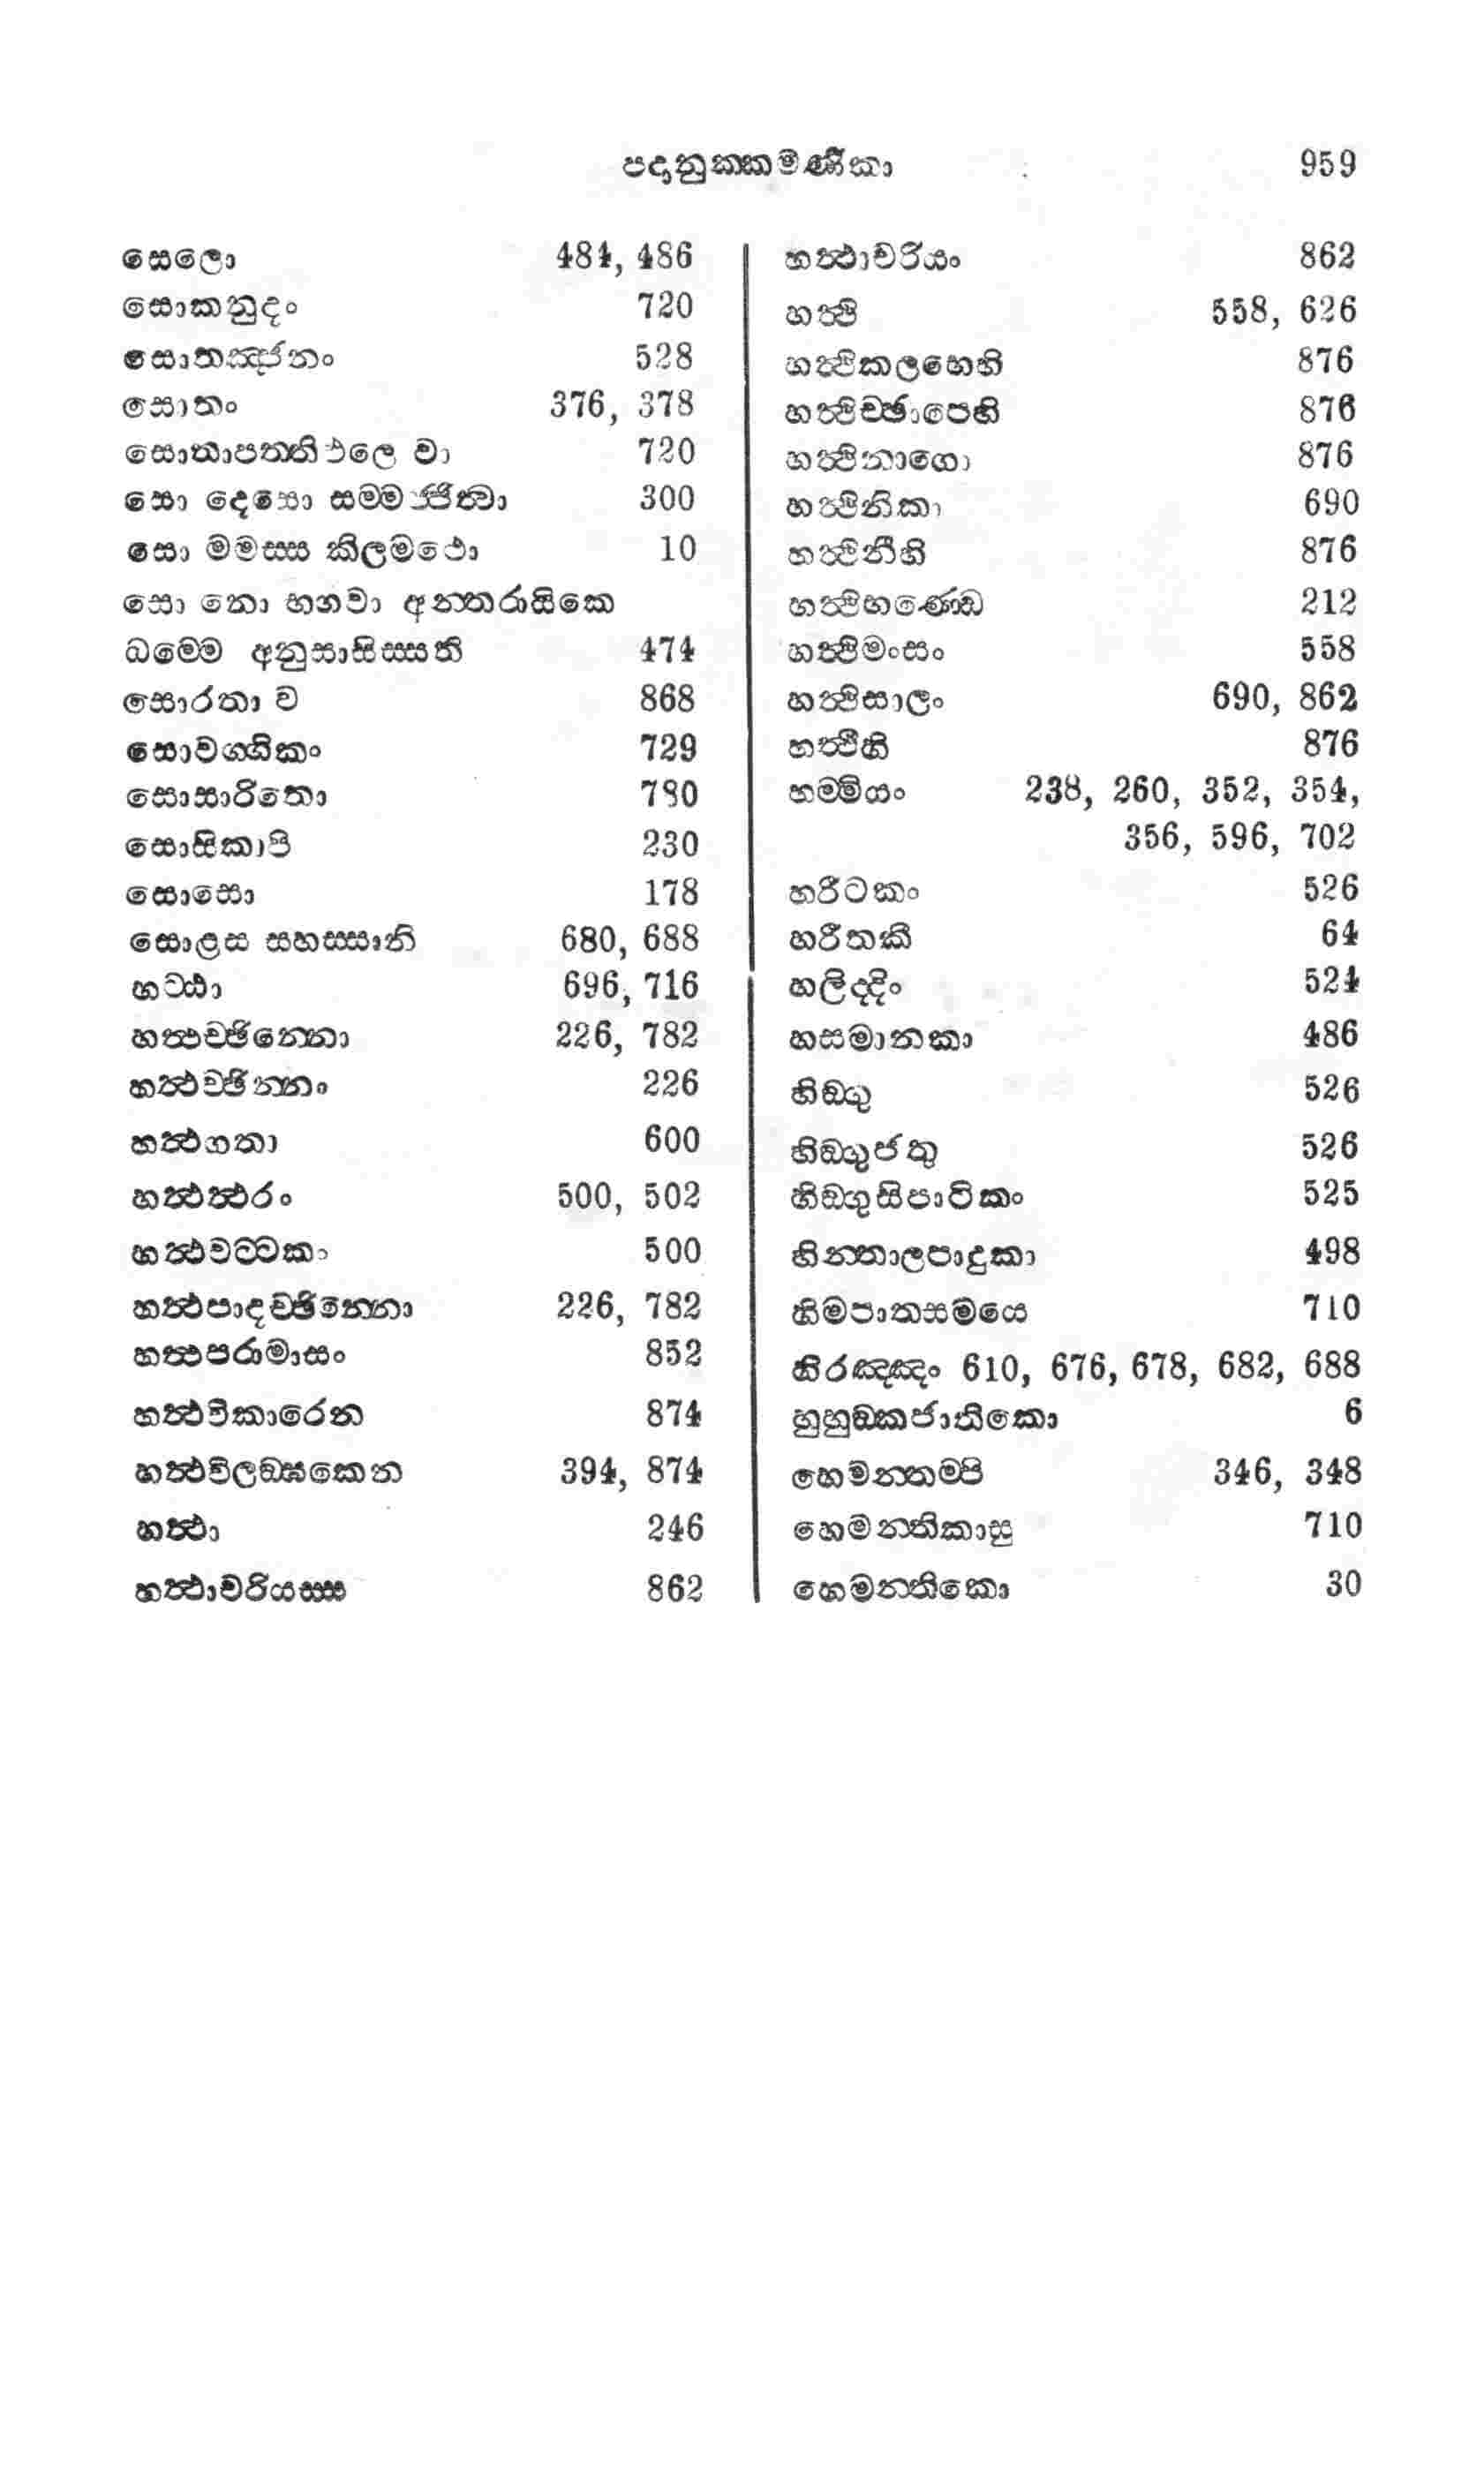 පදනුක්කමණිකා 959
සෙලො 484, 486
සොකනුදං 720
සොතඤ්ජනං 528
සොතං 376, 378
සොතාපත්තිඵලෙ වා 720
සො දෙසො සම්මජ්ජිත්වා 300
සො මමස්ස කිලමථො 10
සො නො භගවා අන්තරාසිකෙ
ධම්මෙ අනුසාසිස්සති 474
සොරතා ච 868
සොවග්ගිකං 729
සොසාරිතො 780
සොසිකාපි 230
සොසො 178
සොළස සහස්සානි 680, 688
හට්ඨා 696, 716
හත්ථච්ඡින්නො 226, 782
හත්ථච්ඡින්නං 226
හත්ථගතා 600
හත්ථත්ථරං 500, 502
හත්ථවට්ටකා 500
හත්ථපාදච්ඡින්නො 226, 782
හත්ථපරාමාසං 852
හත්ථවිකාරෙන 874
හත්ථවිලඞ්ඝකෙන 394, 874
හත්ථා 246
හත්ථාචරියස්ස 862
හත්ථාචරියං 862
හත්ථි 558, 626
හත්ථිකලභෙහි 876
හත්ථිච්ඡාපෙහි 876
හත්ථිනාගො 876
හත්ථිනිකා 690
හත්ථිනීහි 876
හත්ථිභණ්ඩෙ 212
හත්ථිමංසං 558
හත්ථිසාලං 690, 862
හත්ථීහි 876
හම්මියං 238, 260, 352, 354,
356, 596, 702
හරීටකං 526
හරීතකී 64
හලිද්දිං 524
හසමානකා 486
හිඞ්ගු 526
හිඞ්ගුජතු 526
හිඞ්ගුසිපාටිකං 525
හින්තාලපාදුකා 498
හිමපාතසමයෙ 710
හිරඤ්ඤං 610, 676, 678, 682, 688
හුහුඞ්කජාතිකො 6
හෙමන්තම්පි 346, 348
හෙමන්තිකාසු 710
හෙමන්තිකො 30